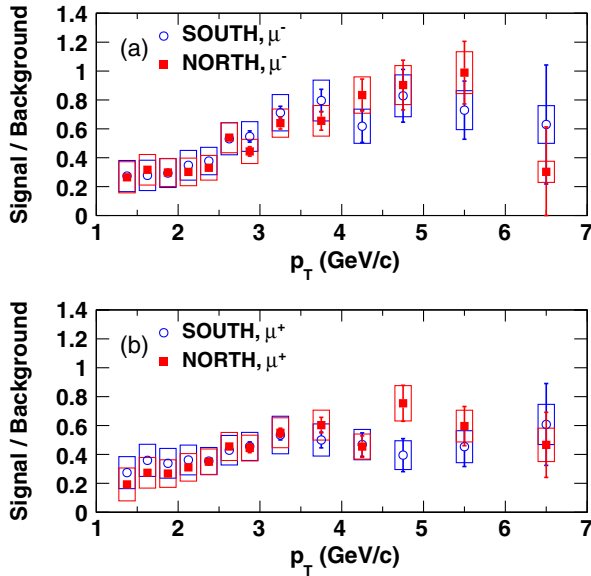 1.4
1.2
1
0.8
0.6
0.4
0.2
0
Signal / Background
(a)
SOUTH, μ⁻
NORTH, μ⁻
1 2 3 4 5 6 7
p_T (GeV/c)
1.4
1.2
1
0.8
0.6
0.4
0.2
0
Signal / Background
(b)
SOUTH, μ⁺
NORTH, μ⁺
1 2 3 4 5 6 7
p_T (GeV/c)